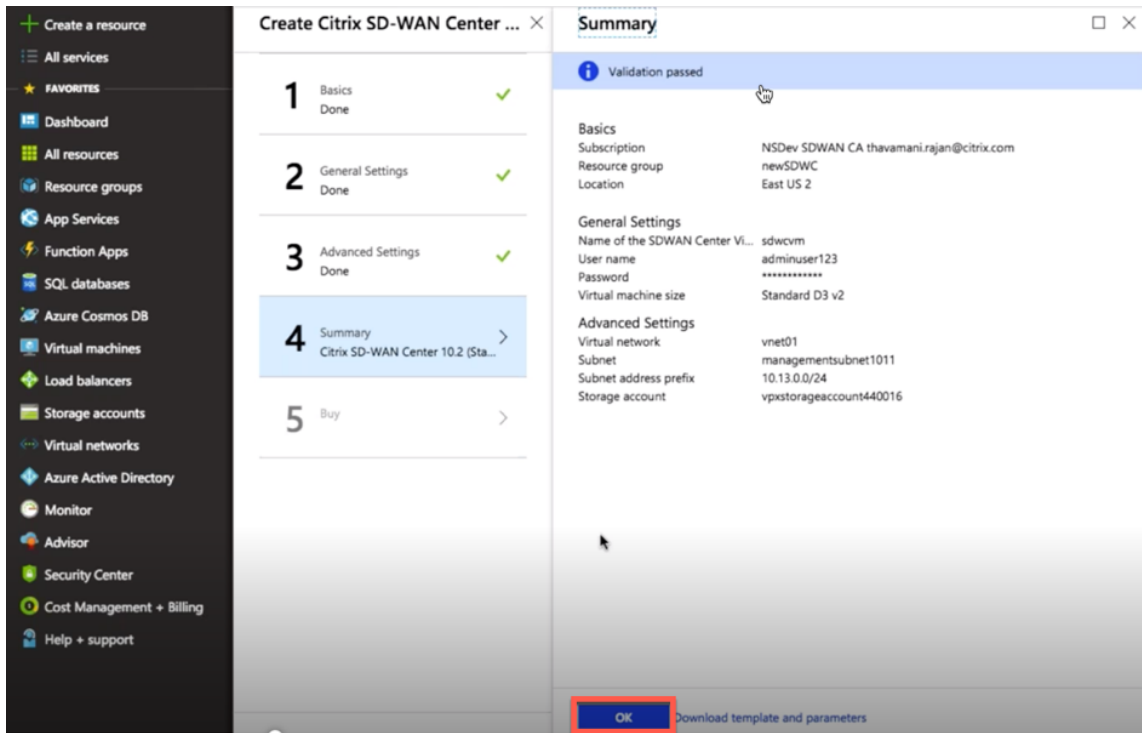 Create a resource
All services
FAVORITES
Dashboard
All resources
Resource groups
App Services
Function Apps
SQL databases
Azure Cosmos DB
Virtual machines
Load balancers
Storage accounts
Virtual networks
Azure Active Directory
Monitor
Advisor
Security Center
Cost Management + Billing
Help + support
Create Citrix SD-WAN Center ...
1 Basics
Done
2 General Settings
Done
3 Advanced Settings
Done
4 Summary
Citrix SD-WAN Center 10.2 (Sta...
5 Buy
Summary
Validation passed
Basics
Subscription NSDev SDWAN CA thavamani.rajan@citrix.com
Resource group newSDWC
Location East US 2
General Settings
Name of the SDWAN Center Vi... sdwcvm
User name adminuser123
Password ************
Virtual machine size Standard D3 v2
Advanced Settings
Virtual network vnet01
Subnet managementsubnet1011
Subnet address prefix 10.13.0.0/24
Storage account vpxstorageaccount440016
OK Download template and parameters